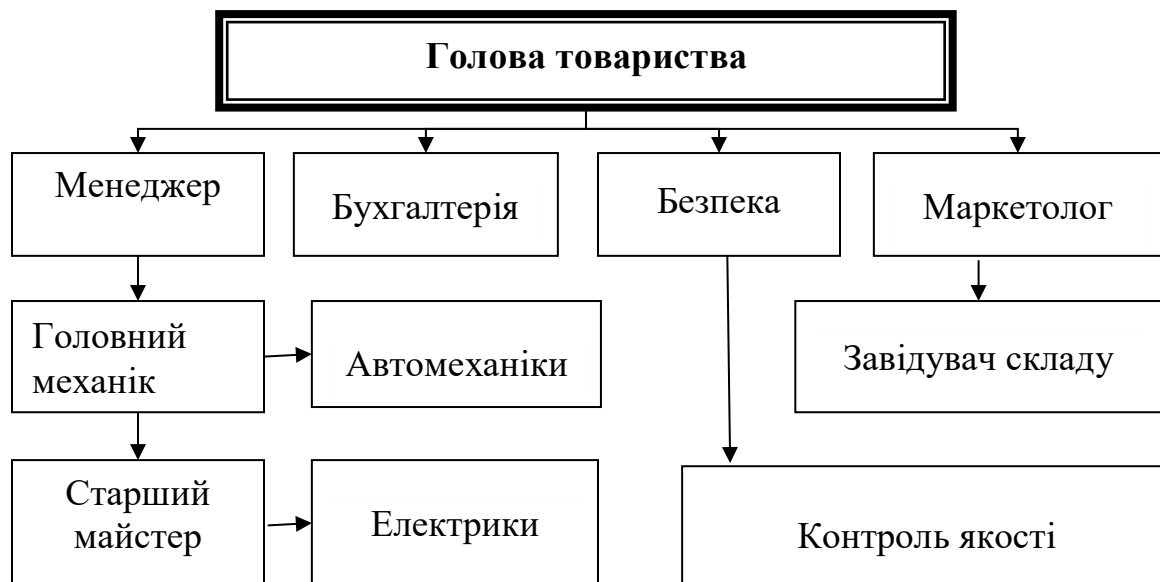 Голова товариства
Менеджер
Бухгалтерія
Безпека
Маркетолог
Головний
механік
Автомеханіки
Завідувач складу
Старший
майстер
Електрики
Контроль якості